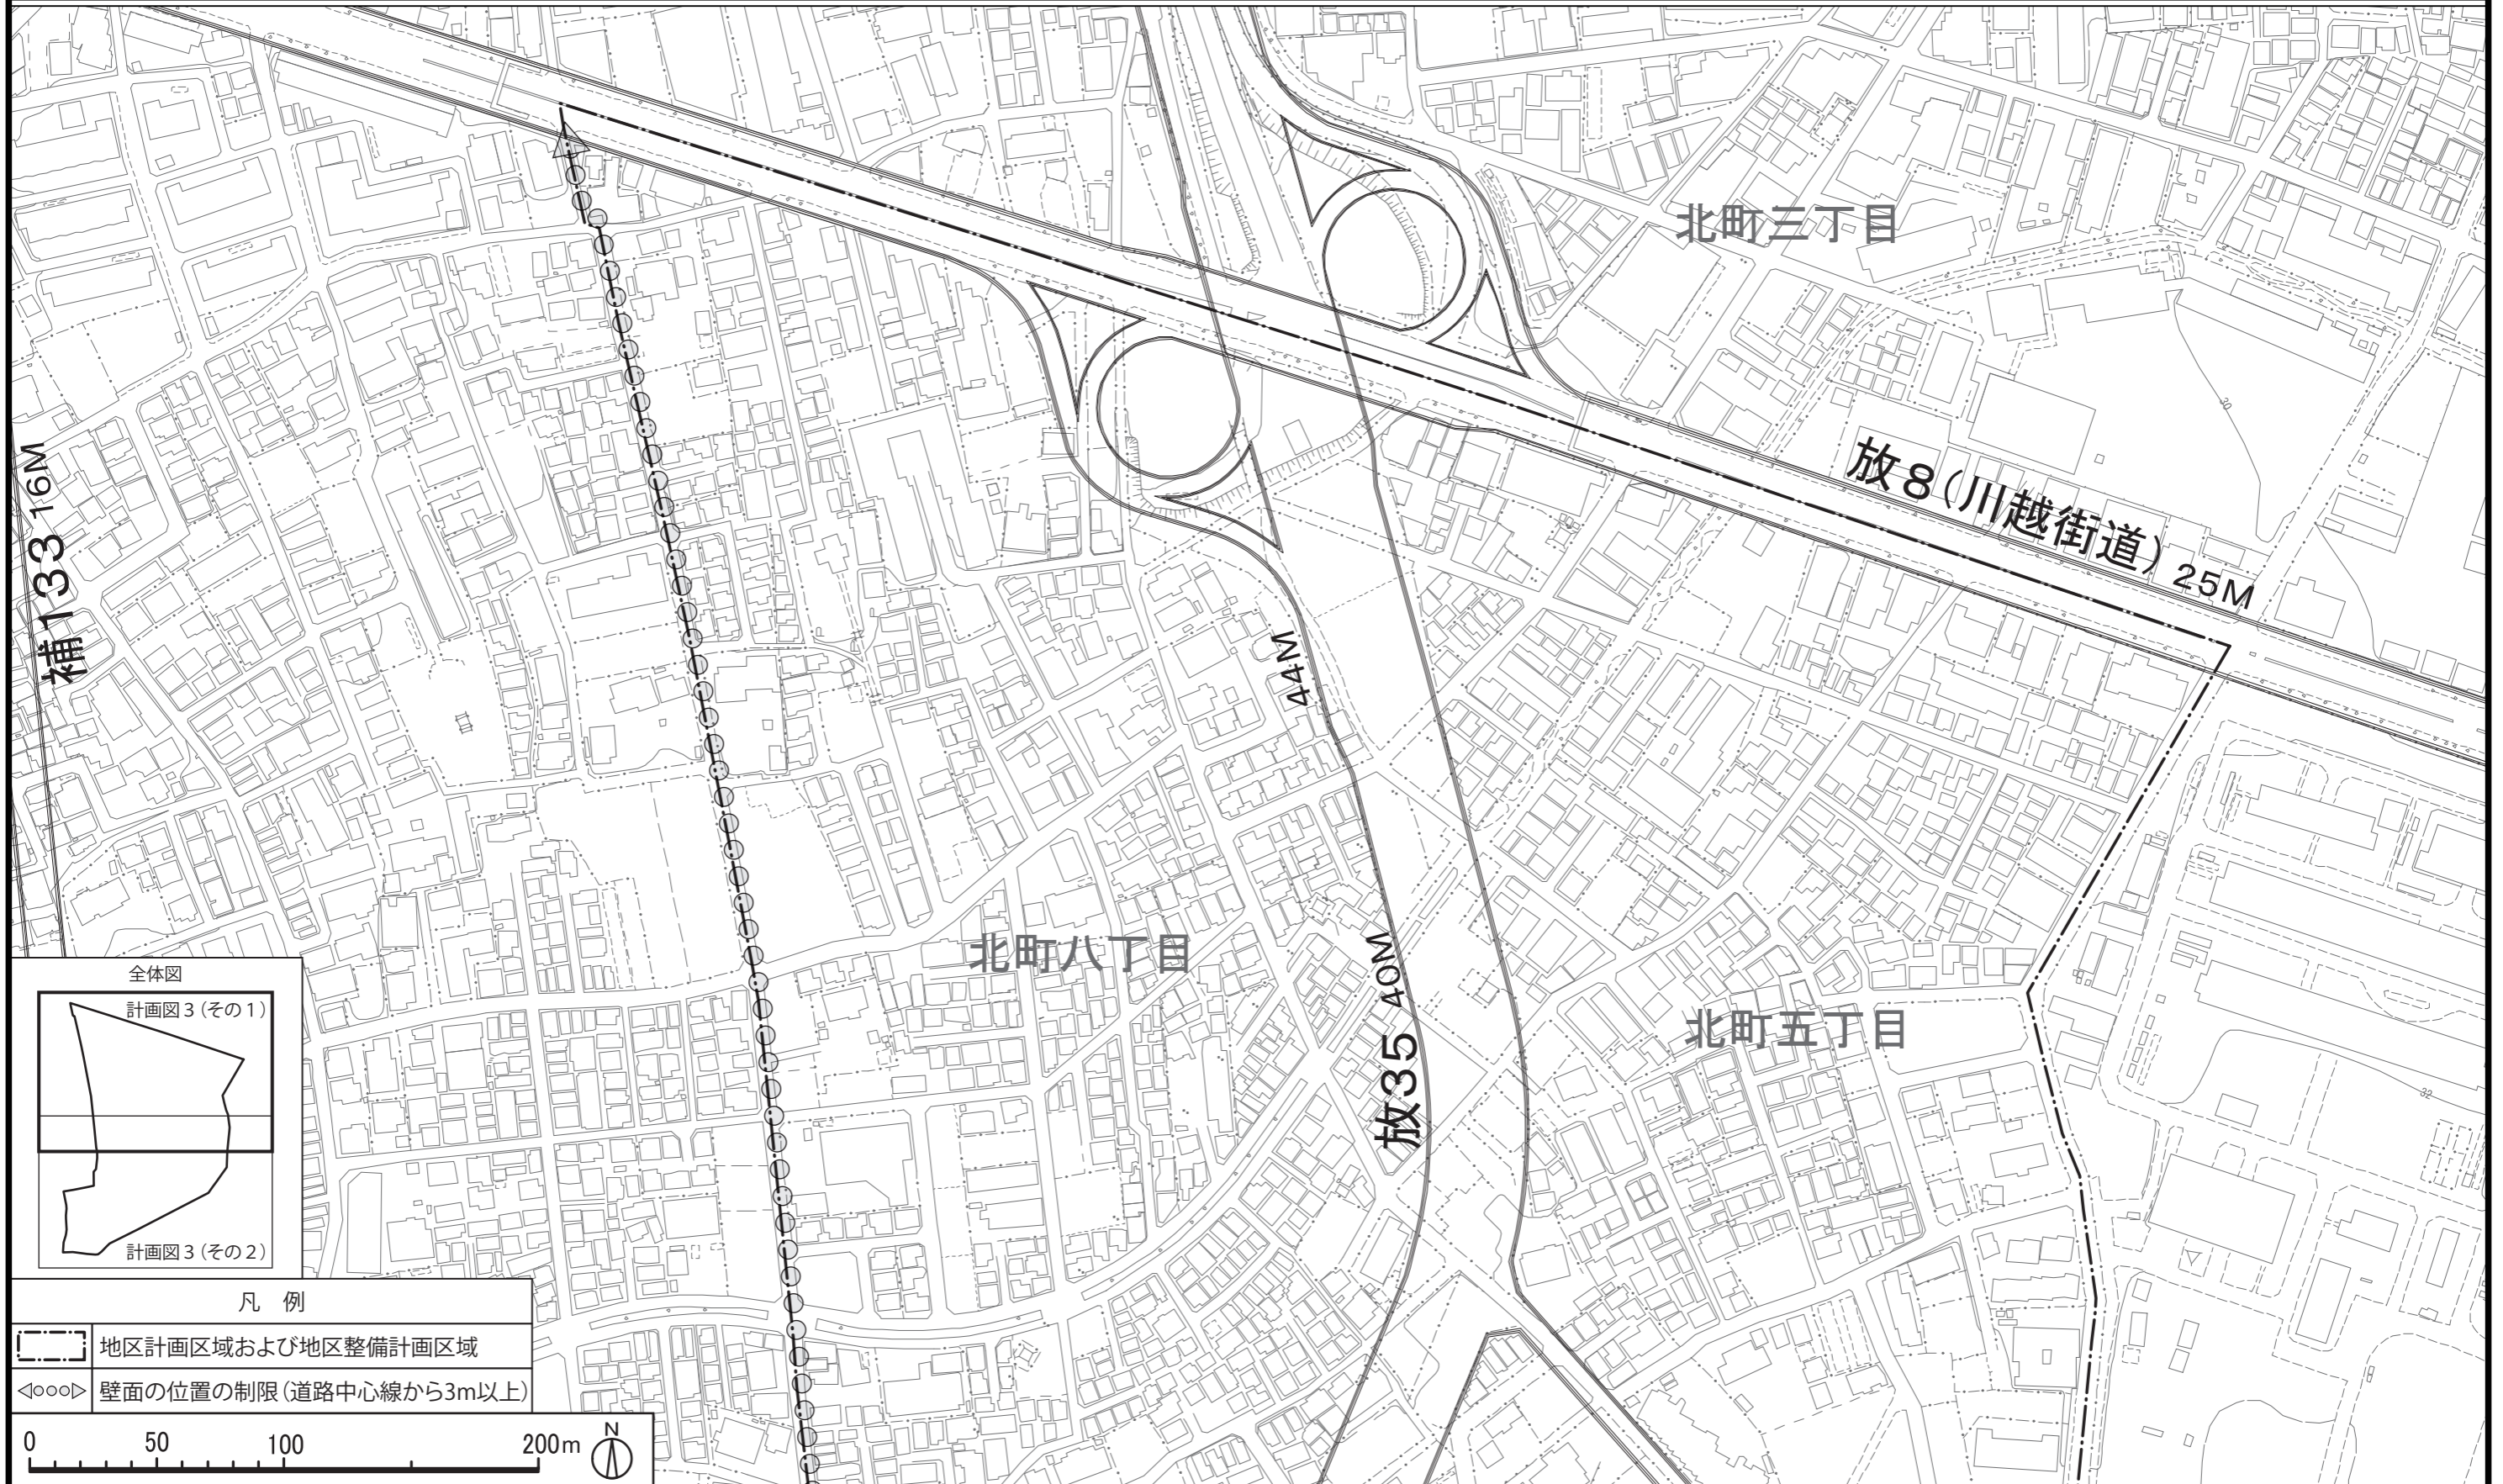 北町三丁目
放8(川越街道) 25M
補133 16M
44M
北町八丁目
放35 40M
北町五丁目
30
32
全体図
計画図3(その1)
計画図3(その2)
凡 例
地区計画区域および地区整備計画区域
壁面の位置の制限(道路中心線から3m以上)
0 50 100 200m
N